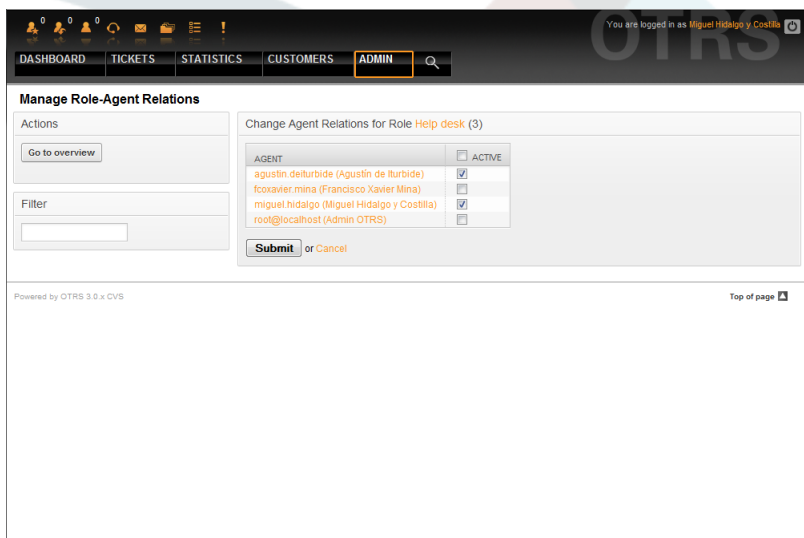 0 0 0
You are logged in as Miguel Hidalgo y Costilla
OTRS
DASHBOARD TICKETS STATISTICS CUSTOMERS ADMIN
Manage Role-Agent Relations
Actions
Go to overview
Filter
Change Agent Relations for Role Help desk (3)
AGENT ACTIVE
agustin.deiturbide (Agustín de Iturbide)
fcoxavier.mina (Francisco Xavier Mina)
miguel.hidalgo (Miguel Hidalgo y Costilla)
root@localhost (Admin OTRS)
Submit or Cancel
Powered by OTRS 3.0.x CVS
Top of page